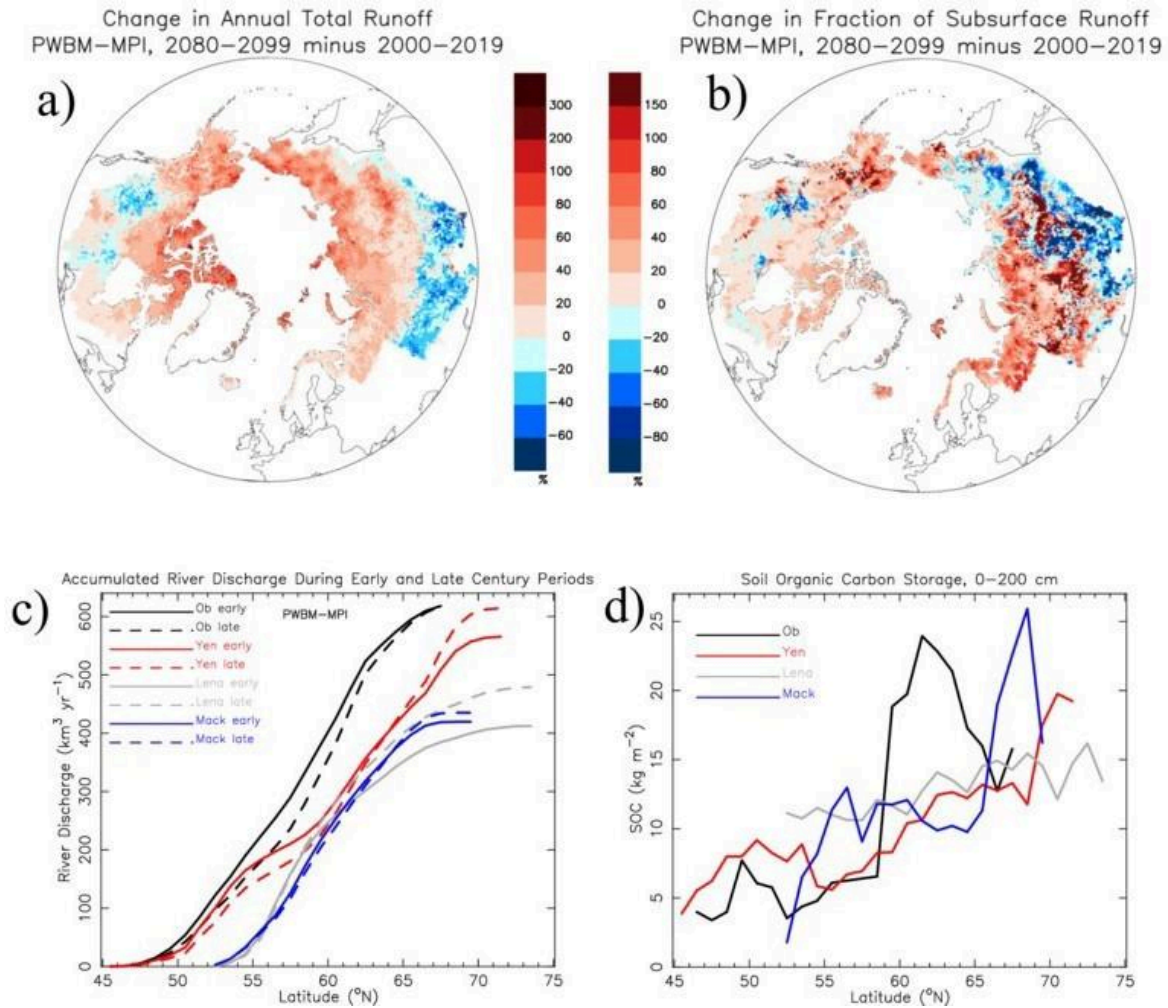 Change in Annual Total Runoff
PWBM-MPI, 2080-2099 minus 2000-2019
a)
300
200
100
80
60
40
20
0
-20
-40
-60
%
Change in Fraction of Subsurface Runoff
PWBM-MPI, 2080-2099 minus 2000-2019
b)
150
100
80
60
40
20
0
-20
-40
-60
-80
%
Accumulated River Discharge During Early and Late Century Periods
c)
PWBM-MPI
Ob early
Ob late
Yen early
Yen late
Lena early
Lena late
Mack early
Mack late
River Discharge (km³ yr⁻¹)
600
500
400
300
200
100
0
45 50 55 60 65 70 75
Latitude (°N)
Soil Organic Carbon Storage, 0-200 cm
d)
Ob
Yen
Lena
Mack
SOC (kg m⁻²)
25
20
15
10
5
0
45 50 55 60 65 70 75
Latitude (°N)